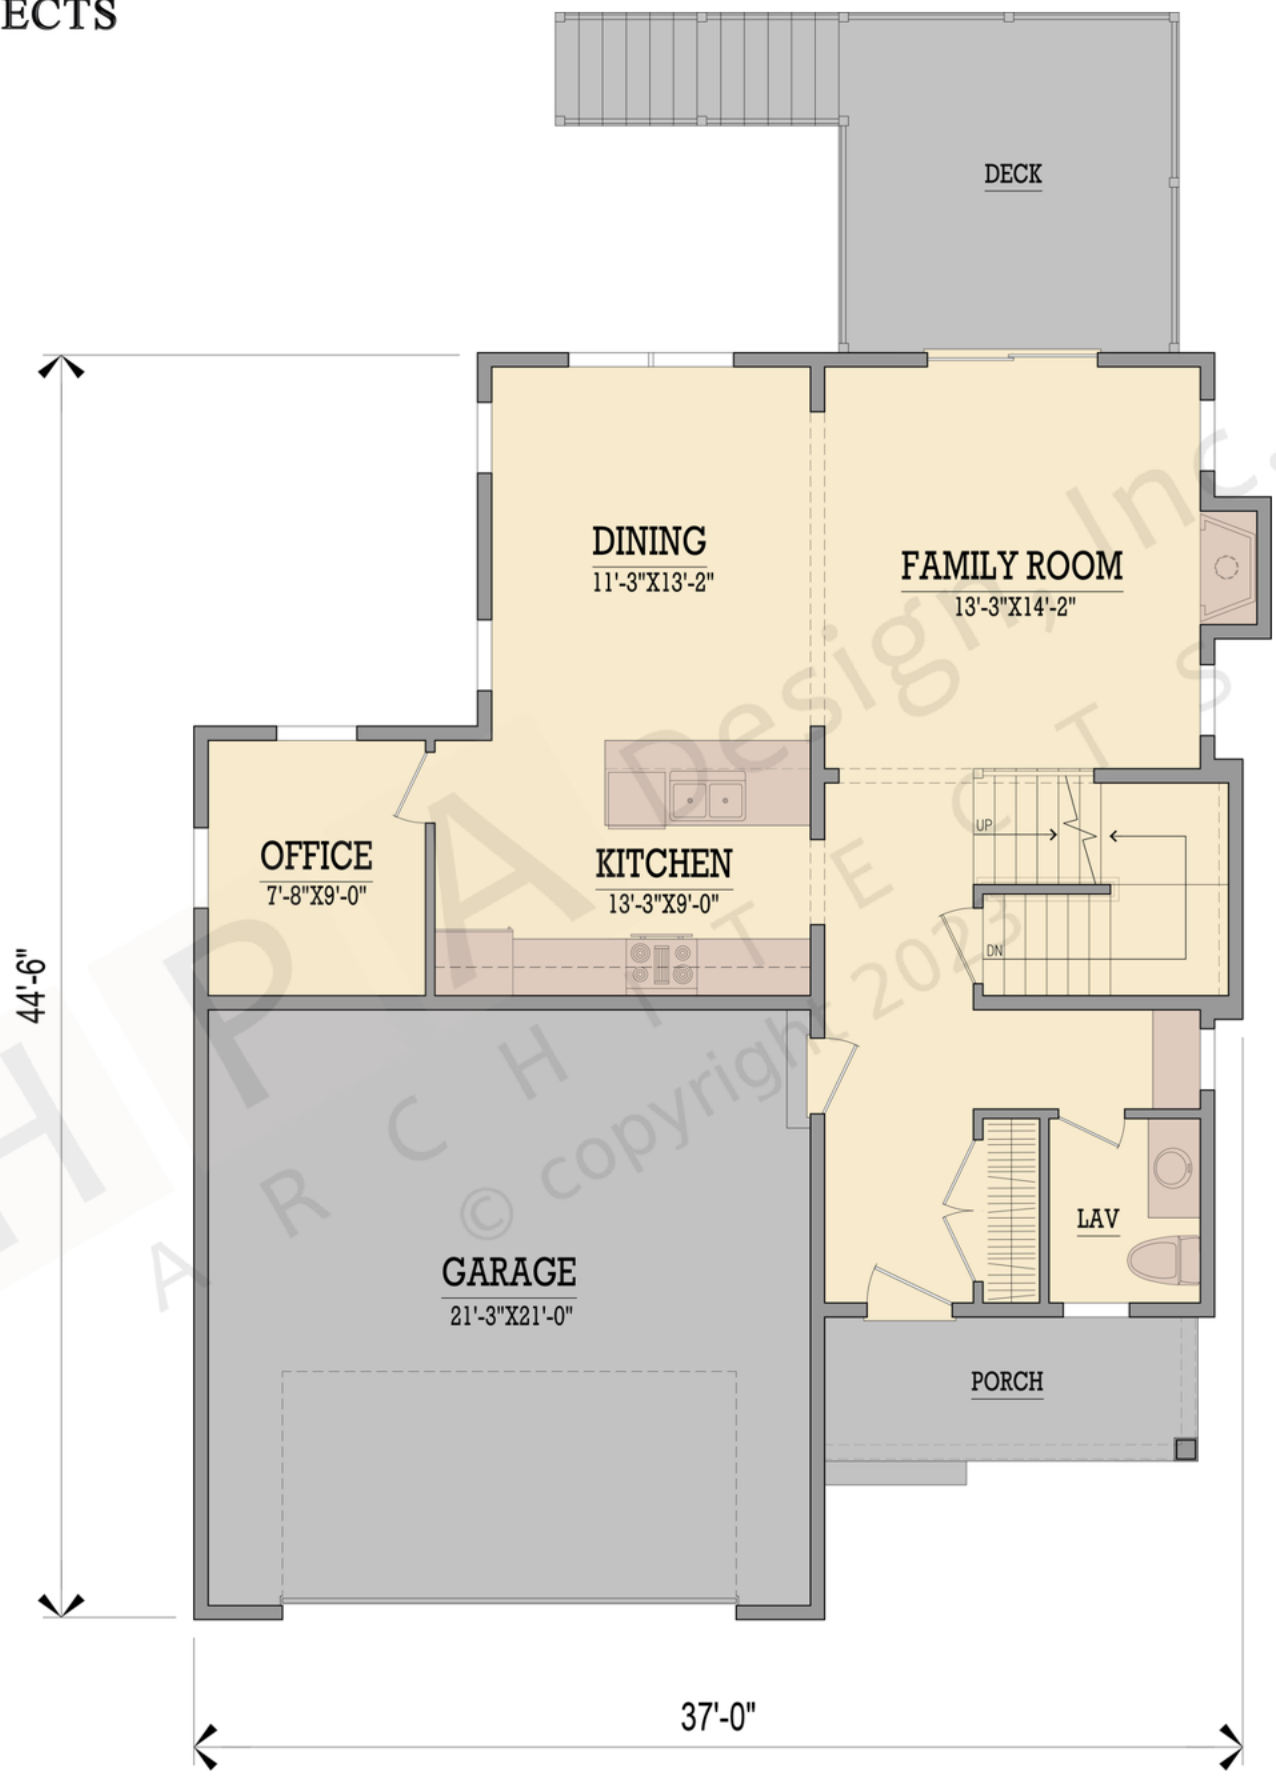 ECTS
DECK
DINING
11'-3"X13'-2"
FAMILY ROOM
13'-3"X14'-2"
UP
OFFICE
7'-8"X9'-0"
KITCHEN
13'-3"X9'-0"
DN
44'-6"
GARAGE
21'-3"X21'-0"
LAV
PORCH
37'-0"
HPA Design, Inc.
ARCHITECTS
© copyright 2023